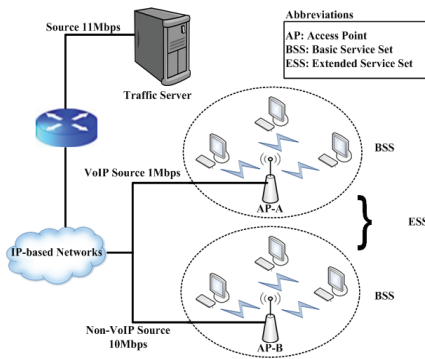 Source 11Mbps
Abbreviations
AP: Access Point
BSS: Basic Service Set
ESS: Extended Service Set
Traffic Server
BSS
VoIP Source 1Mbps
AP-A
ESS
IP-based Networks
BSS
Non-VoIP Source
10Mbps
AP-B